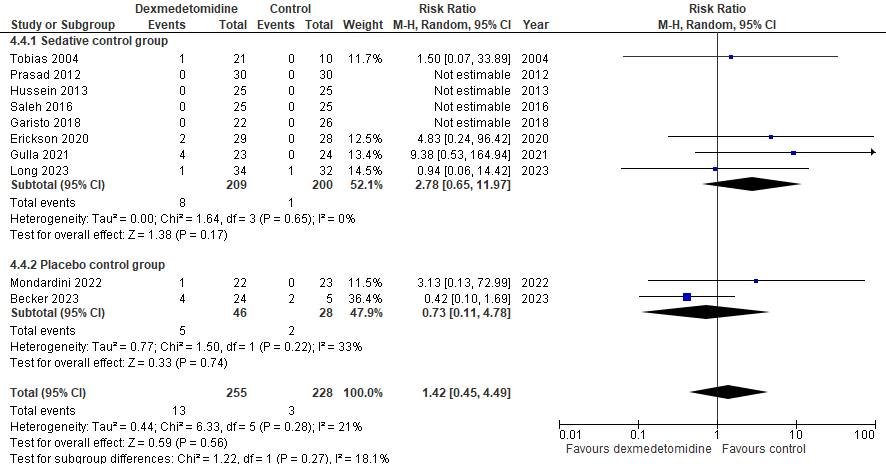 Dexmedetomidine Control Risk Ratio Risk Ratio
Study or Subgroup Events Total Events Total Weight M-H, Random, 95% CI Year M-H, Random, 95% CI
4.4.1 Sedative control group
Tobias 2004 1 21 0 10 11.7% 1.50 [0.07, 33.89] 2004
Prasad 2012 0 30 0 30 Not estimable 2012
Hussein 2013 0 25 0 25 Not estimable 2013
Saleh 2016 0 25 0 25 Not estimable 2016
Garisto 2018 0 22 0 26 Not estimable 2018
Erickson 2020 2 29 0 28 12.5% 4.83 [0.24, 96.42] 2020
Gulla 2021 4 23 0 24 13.4% 9.38 [0.53, 164.94] 2021
Long 2023 1 34 1 32 14.5% 0.94 [0.06, 14.42] 2023
Subtotal (95% CI) 209 200 52.1% 2.78 [0.65, 11.97]
Total events 8 1
Heterogeneity: Tau² = 0.00; Chi² = 1.64, df = 3 (P = 0.65); I² = 0%
Test for overall effect: Z = 1.38 (P = 0.17)
4.4.2 Placebo control group
Mondardini 2022 1 22 0 23 11.5% 3.13 [0.13, 72.99] 2022
Becker 2023 4 24 2 5 36.4% 0.42 [0.10, 1.69] 2023
Subtotal (95% CI) 46 28 47.9% 0.73 [0.11, 4.78]
Total events 5 2
Heterogeneity: Tau² = 0.77; Chi² = 1.50, df = 1 (P = 0.22); I² = 33%
Test for overall effect: Z = 0.33 (P = 0.74)
Total (95% CI) 255 228 100.0% 1.42 [0.45, 4.49]
Total events 13 3
Heterogeneity: Tau² = 0.44; Chi² = 6.33, df = 5 (P = 0.28); I² = 21%
Test for overall effect: Z = 0.59 (P = 0.56)
Test for subgroup differences: Chi² = 1.22, df = 1 (P = 0.27), I² = 18.1%
0.01 0.1 1 10 100
Favours dexmedetomidine Favours control